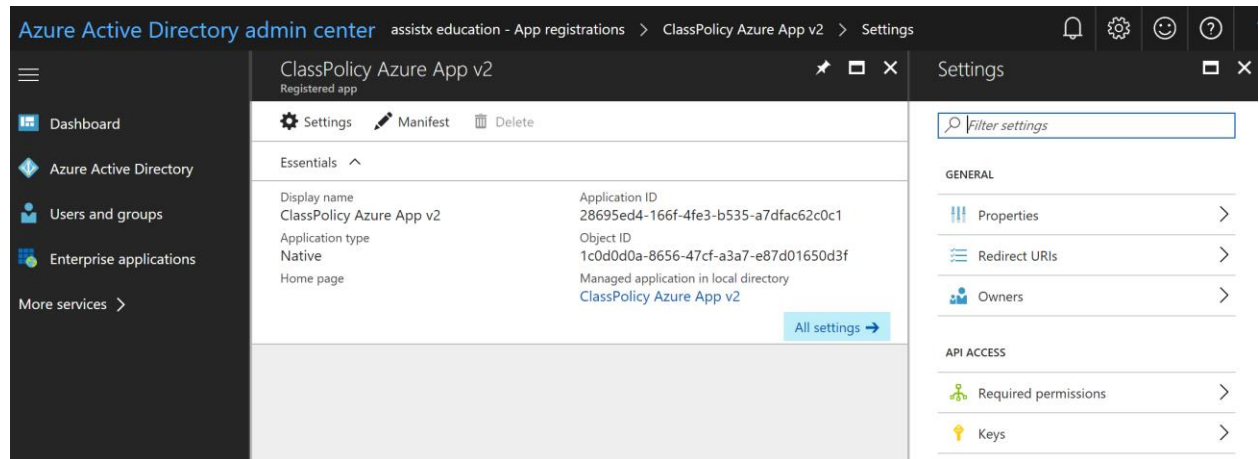 Azure Active Directory admin center assistx education - App registrations > ClassPolicy Azure App v2 > Settings
Dashboard
Azure Active Directory
Users and groups
Enterprise applications
More services >
ClassPolicy Azure App v2
Registered app
Settings Manifest Delete
Essentials
Display name
ClassPolicy Azure App v2
Application type
Native
Home page
Application ID
28695ed4-166f-4fe3-b535-a7dfac62c0c1
Object ID
1c0d0d0a-8656-47cf-a3a7-e87d01650d3f
Managed application in local directory
ClassPolicy Azure App v2
All settings →
Settings
Filter settings
GENERAL
Properties
Redirect URIs
Owners
API ACCESS
Required permissions
Keys